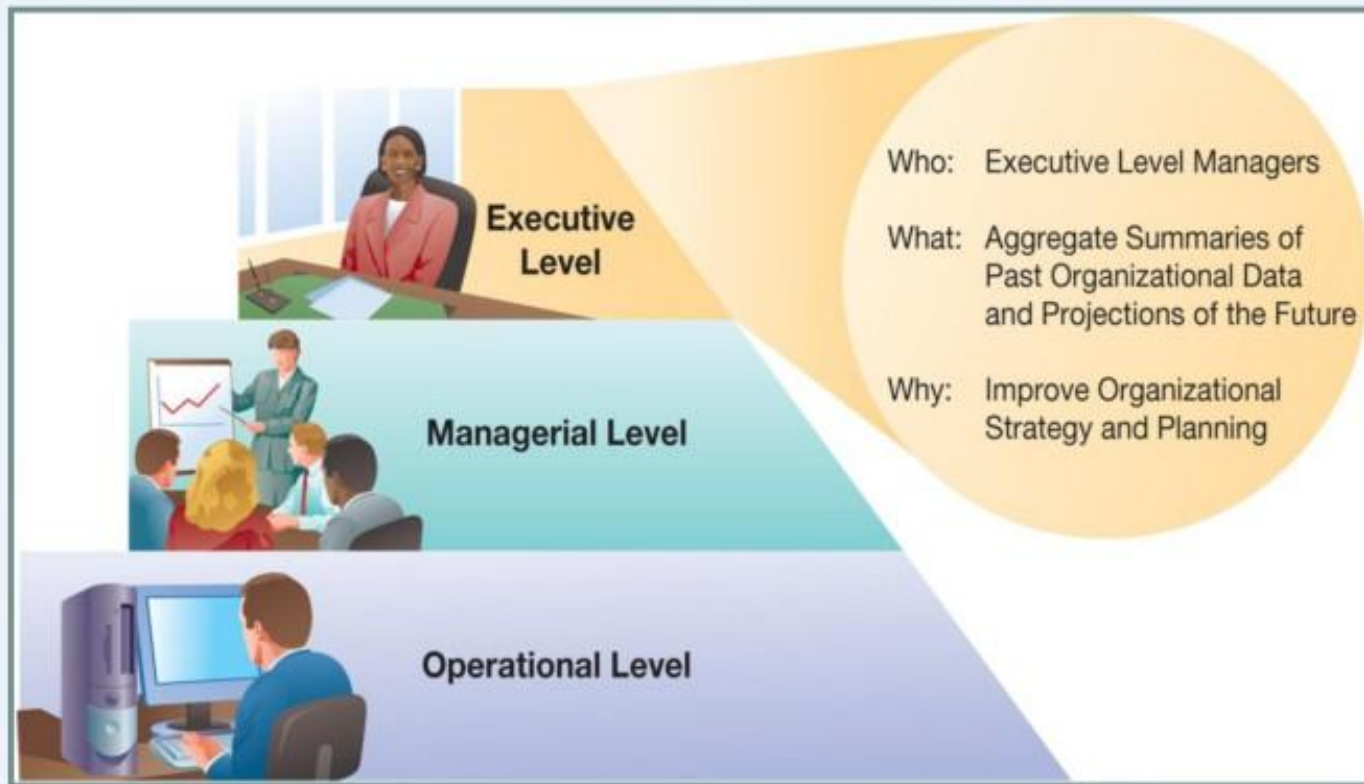 Executive
Level
Managerial Level
Operational Level
Who: Executive Level Managers
What: Aggregate Summaries of
Past Organizational Data
and Projections of the Future
Why: Improve Organizational
Strategy and Planning